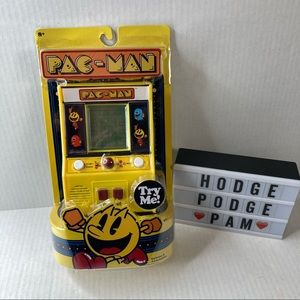 8+
PAC-MAN
PAC-MAN
Try
Me!
HODGE
PODGE
PAM